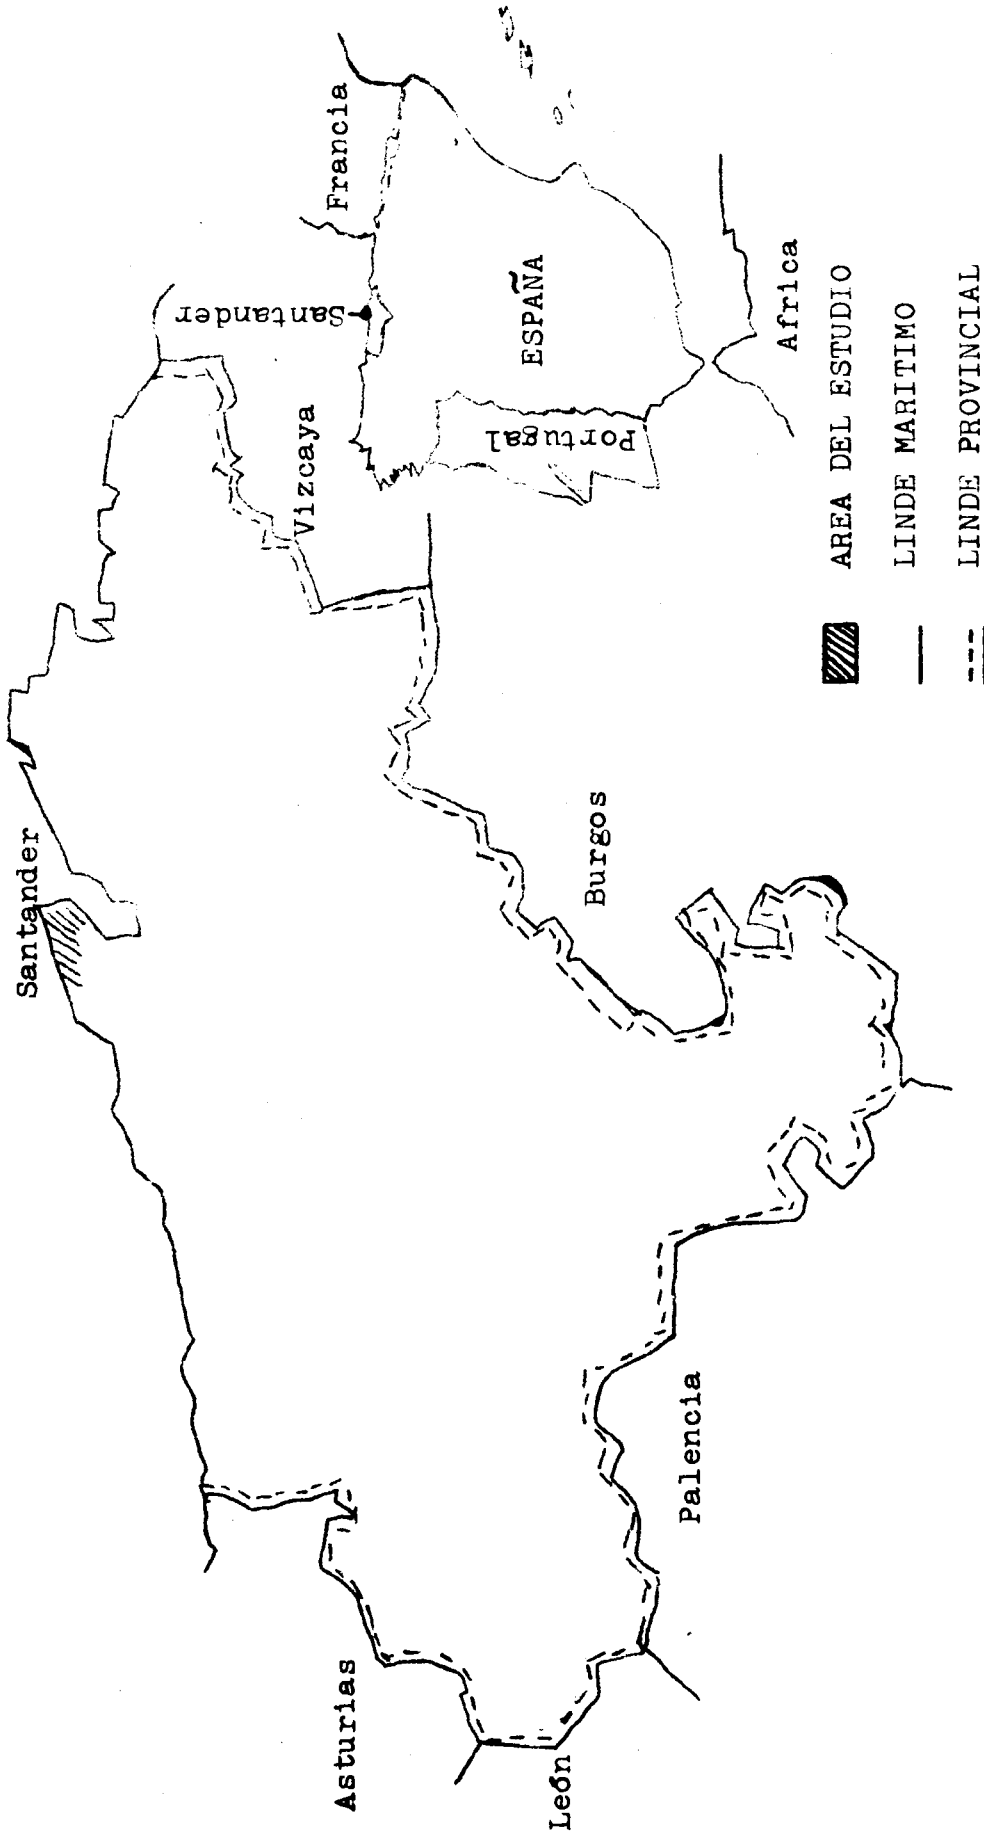 Santander
Asturias
León
Palencia
Burgos
Vizcaya
Santander
Francia
Portugal
ESPAÑA
Africa
AREA DEL ESTUDIO
LINDE MARITIMO
LINDE PROVINCIAL